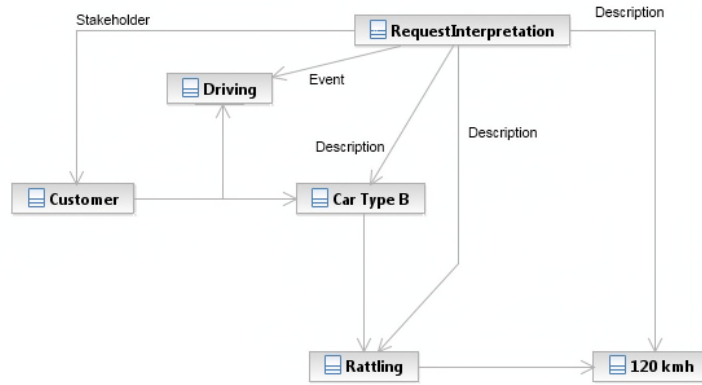 Description
Stakeholder
RequestInterpretation
Driving
Event
Description
Description
Customer
Car Type B
Rattling
120 kmh